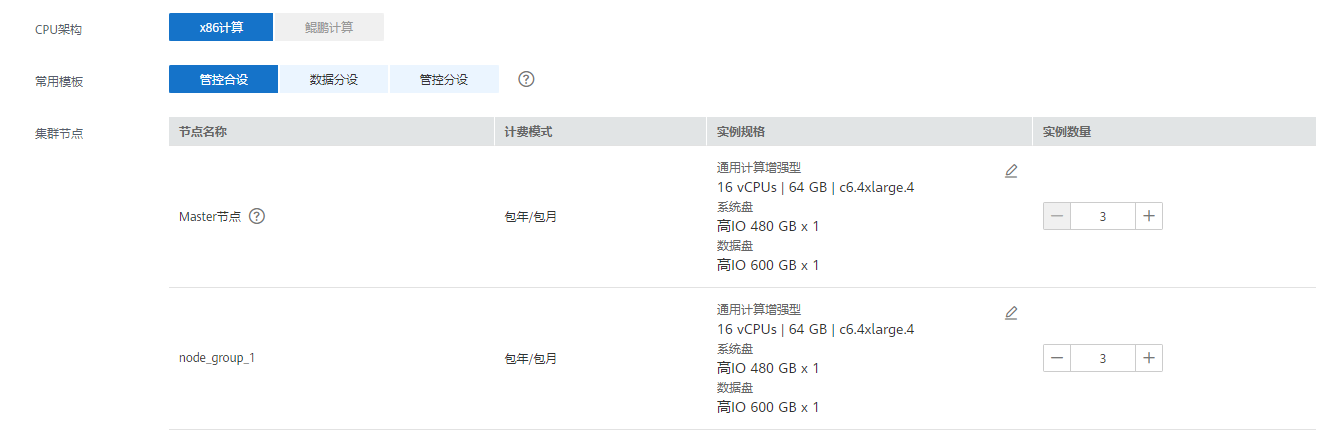 CPU架构 x86计算 鲲鹏计算
常用模板 管控合设 数据分设 管控分设 ?
集群节点 节点名称 计费模式 实例规格 实例数量
通用计算增强型
16 vCPUs | 64 GB | c6.4xlarge.4
系统盘
Master节点 ? 包年/包月 高IO 480 GB x 1 3
数据盘
高IO 600 GB x 1
通用计算增强型
16 vCPUs | 64 GB | c6.4xlarge.4
系统盘
node_group_1 包年/包月 高IO 480 GB x 1 3
数据盘
高IO 600 GB x 1